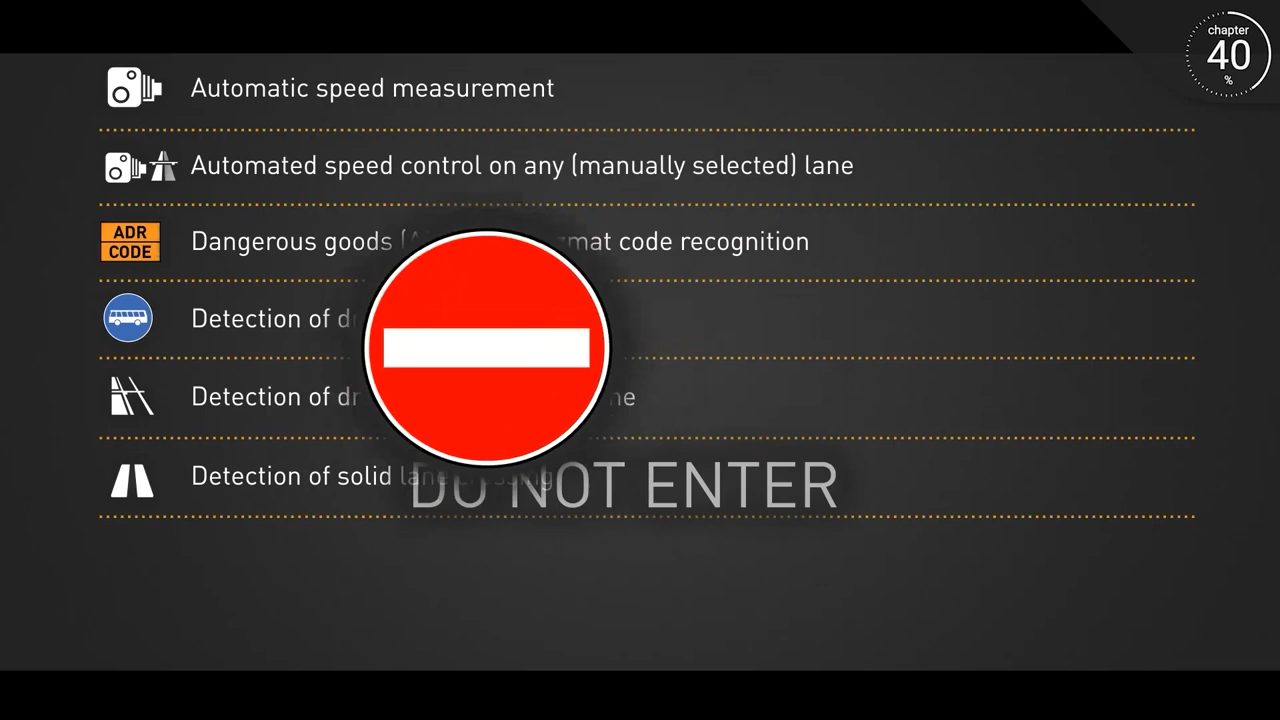 chapter
40
%
Automatic speed measurement
Automated speed control on any (manually selected) lane
ADR
CODE
Dangerous goods code recognition
Detection of
Detection of
Detection of solid lane
DO NOT ENTER